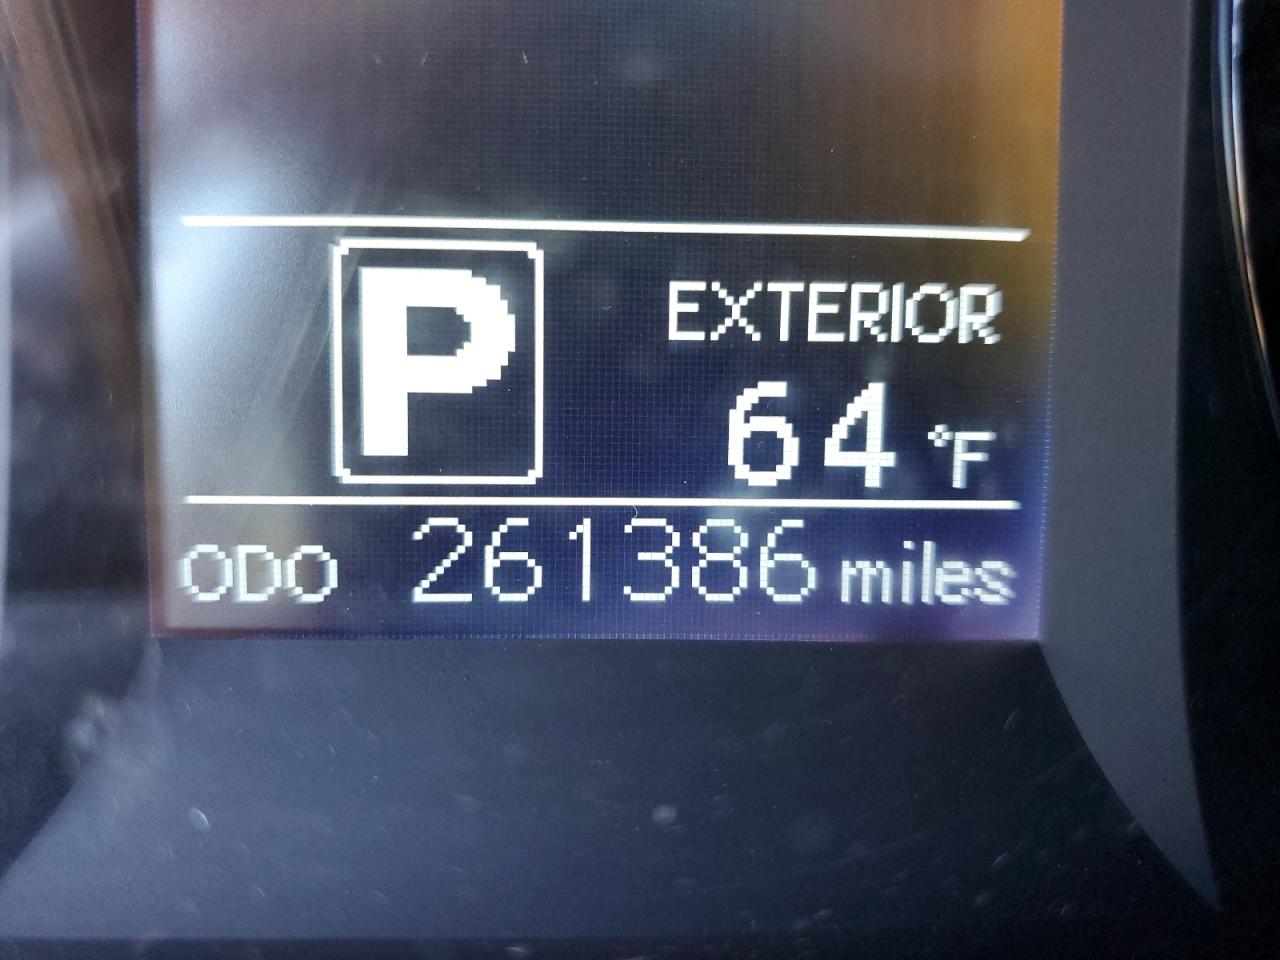 P
EXTERIOR
64 °F
ODO 261386 miles